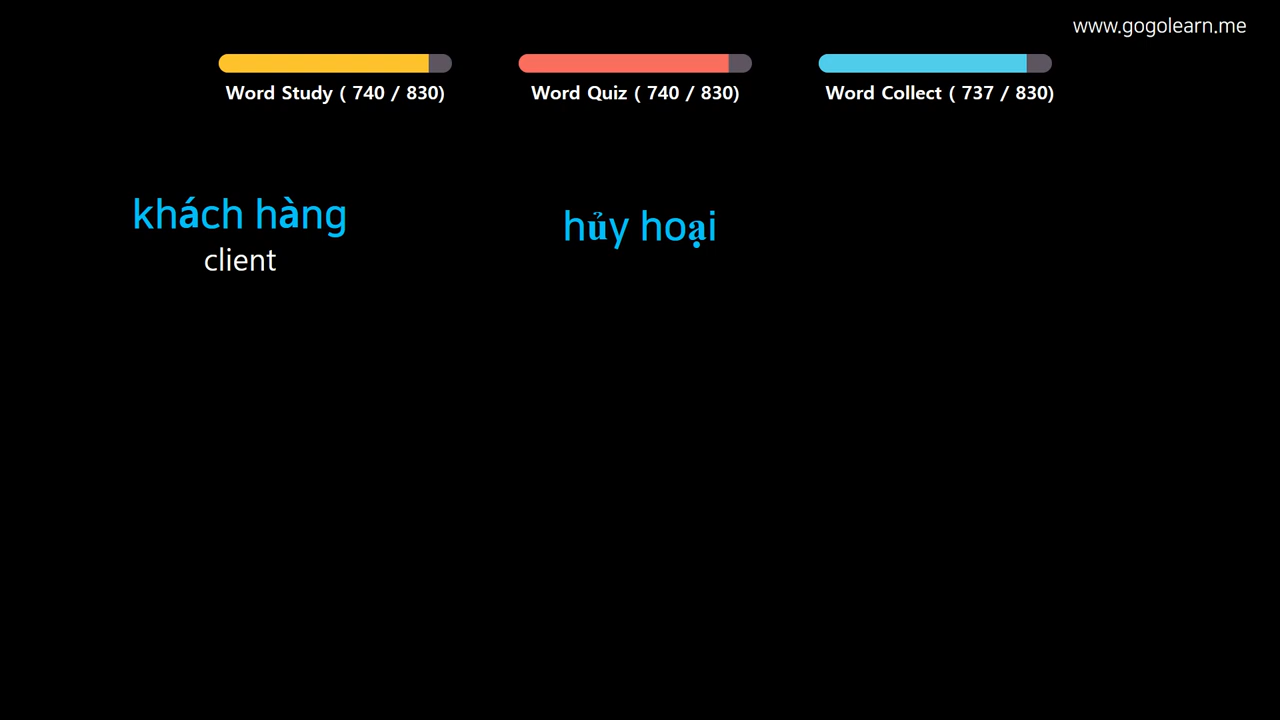 www.gogolearn.me
Word Study ( 740 / 830)
Word Quiz ( 740 / 830)
Word Collect ( 737 / 830)
khách hàng
client
hủy hoại